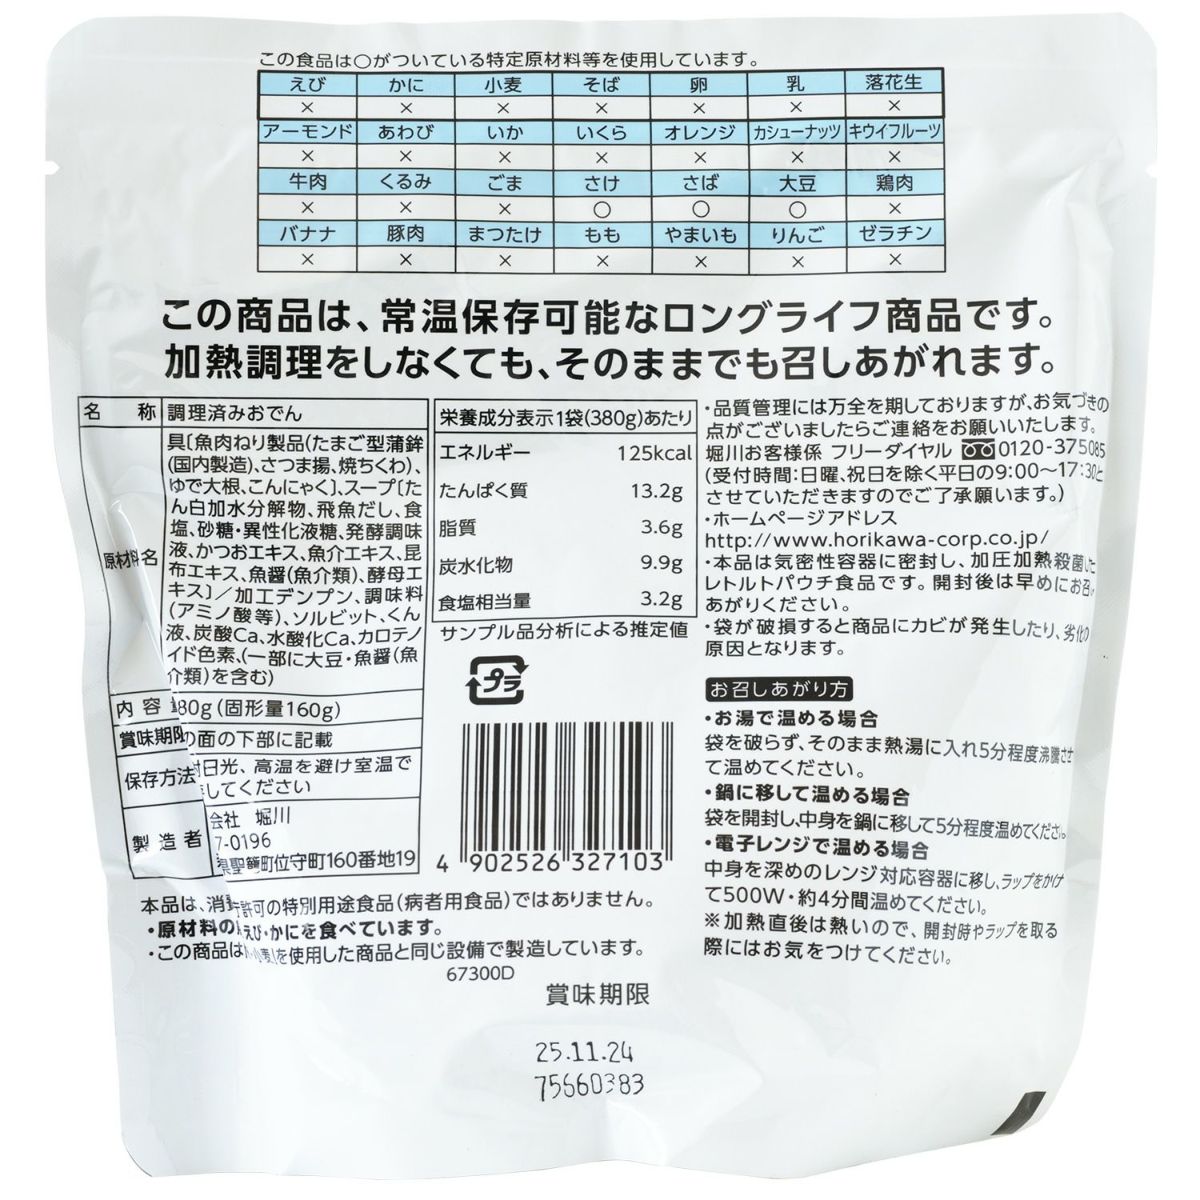 この食品は○がついている特定原材料等を使用しています。
えび かに 小麦 そば 卵 乳 落花生
× × × × × × ×
アーモンド あわび いか いくら オレンジ カシューナッツ キウイフルーツ
× × × × × × ×
牛肉 くるみ ごま さけ さば 大豆 鶏肉
× × × ○ ○ ○ ×
バナナ 豚肉 まつたけ もも やまいも りんご ゼラチン
× × × × × × ×
この商品は、常温保存可能なロングライフ商品です。
加熱調理をしなくても、そのままでも召しあがれます。
名 称 調理済みおでん
原材料名
具〔魚肉ねり製品(たまご型蒲鉾
(国内製造)、さつま揚、焼ちくわ)、
ゆで大根、こんにゃく〕、スープ〔た
ん白加水分解物、飛魚だし、食
塩、砂糖・異性化液糖、発酵調味
液、かつおエキス、魚介エキス、昆
布エキス、魚醤(魚介類)、酵母エ
キス〕／加工デンプン、調味料
(アミノ酸等)、ソルビット、くん
液、炭酸Ca、水酸化Ca、カロテノ
イド色素、(一部に大豆・魚醤(魚
介類)を含む)
内 容 80g(固形量160g)
賞味期限 の面の下部に記載
保存方法 日光、高温を避け室温で
してください
製 造 者 会社 堀川
7-0196
県聖籠町位守町160番地19
栄養成分表示1袋(380g)あたり
エネルギー 125kcal
たんぱく質 13.2g
脂質 3.6g
炭水化物 9.9g
食塩相当量 3.2g
サンプル品分析による推定値
プラ
4 902526 327103
・品質管理には万全を期しておりますが、お気づきの
点がございましたらご連絡をお願いいたします。
堀川お客様係 フリーダイヤル 0120-375085
(受付時間:日曜、祝日を除く平日の9:00～17:30と
させていただきますのでご了承願います。)
・ホームページアドレス
http://www.horikawa-corp.co.jp/
・本品は気密性容器に密封し、加圧加熱殺菌した
レトルトパウチ食品です。開封後は早めにお召し
あがりください。
・袋が破損すると商品にカビが発生したり、劣化の
原因となります。
お召しあがり方
・お湯で温める場合
袋を破らず、そのまま熱湯に入れ5分程度沸騰させ
て温めてください。
・鍋に移して温める場合
袋を開封し、中身を鍋に移して5分程度温めてください。
・電子レンジで温める場合
中身を深めのレンジ対応容器に移し、ラップをかけ
て500W・約4分間温めてください。
※加熱直後は熱いので、開封時やラップを取る
際にはお気をつけてください。
本品は、消 許可の特別用途食品(病者用食品)ではありません。
・原材料の えび・かにを食べています。
・この商品は を使用した商品と同じ設備で製造しています。
67300D
賞味期限
25.11.24
75660383